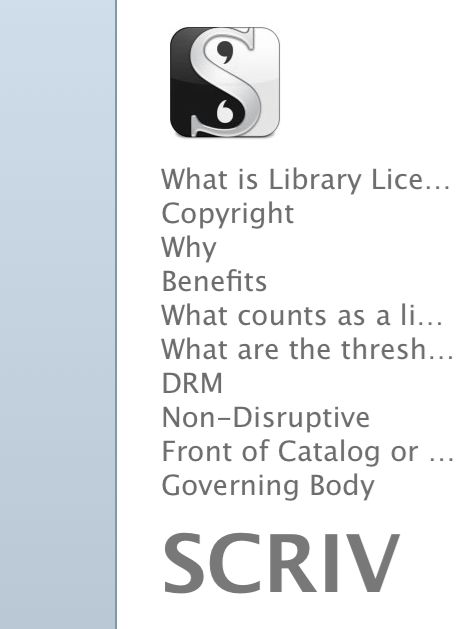 What is Library Lice…
Copyright
Why
Benefits
What counts as a li…
What are the thresh…
DRM
Non-Disruptive
Front of Catalog or …
Governing Body
SCRIV